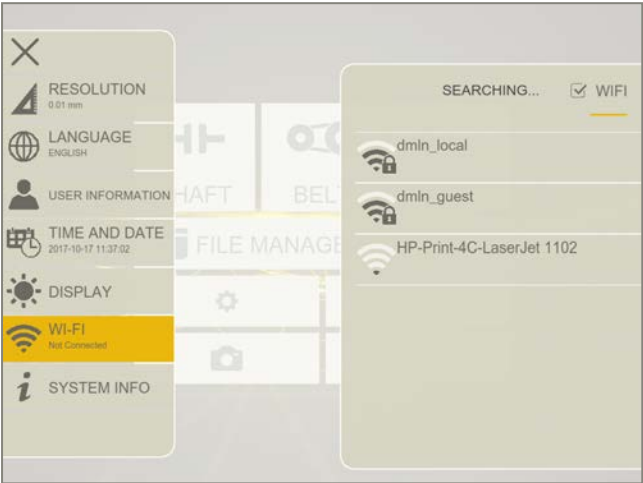 RESOLUTION
0.01 mm
LANGUAGE
ENGLISH
USER INFORMATION
TIME AND DATE
2017-10-17 11:37:02
DISPLAY
WI-FI
Not Connected
SYSTEM INFO
HAFT
BEL
FILE MANAGE
SEARCHING...
WIFI
dmln_local
dmln_guest
HP-Print-4C-LaserJet 1102